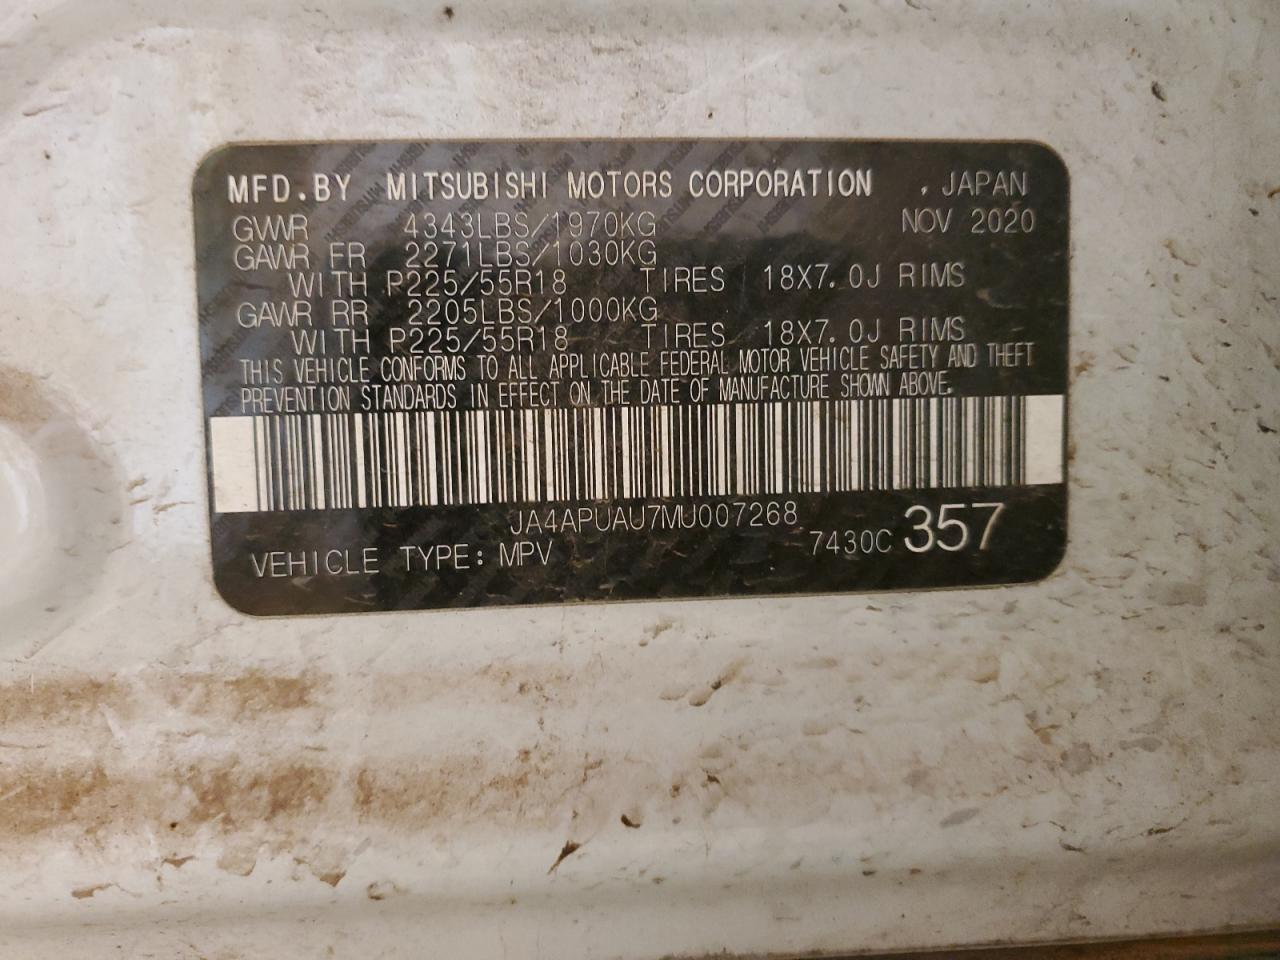 MFD.BY MITSUBISHI MOTORS CORPORATION , JAPAN
GVWR 4343LBS/1970KG NOV 2020
GAWR FR 2271LBS/1030KG
WITH P225/55R18 TIRES 18X7.0J RIMS
GAWR RR 2205LBS/1000KG
WITH P225/55R18 TIRES 18X7.0J RIMS
THIS VEHICLE CONFORMS TO ALL APPLICABLE FEDERAL MOTOR VEHICLE SAFETY AND THEFT
PREVENTION STANDARDS IN EFFECT ON THE DATE OF MANUFACTURE SHOWN ABOVE.
JA4APUAU7MU007268
VEHICLE TYPE: MPV 7430C 357